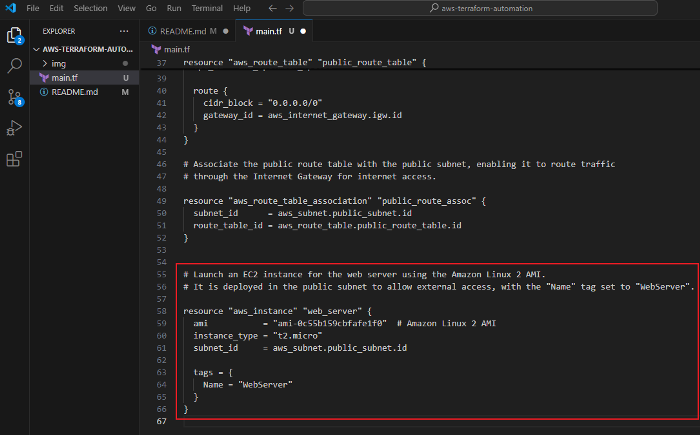 File Edit Selection View Go Run Terminal Help
aws-terraform-automation
EXPLORER
README.md M
main.tf U
AWS-TERRAFORM-AUTO...
img
main.tf U
README.md M
2
8
main.tf
37 resource "aws_route_table" "public_route_table" {
39
40 route {
41 cidr_block = "0.0.0.0/0"
42 gateway_id = aws_internet_gateway.igw.id
43 }
44 }
45
46 # Associate the public route table with the public subnet, enabling it to route traffic
47 # through the Internet Gateway for internet access.
48
49 resource "aws_route_table_association" "public_route_assoc" {
50 subnet_id = aws_subnet.public_subnet.id
51 route_table_id = aws_route_table.public_route_table.id
52 }
53
54
55 # Launch an EC2 instance for the web server using the Amazon Linux 2 AMI.
56 # It is deployed in the public subnet to allow external access, with the "Name" tag set to "WebServer".
57
58 resource "aws_instance" "web_server" {
59 ami = "ami-0c55b159cbfafe1f0" # Amazon Linux 2 AMI
60 instance_type = "t2.micro"
61 subnet_id = aws_subnet.public_subnet.id
62
63 tags = {
64 Name = "WebServer"
65 }
66 }
67